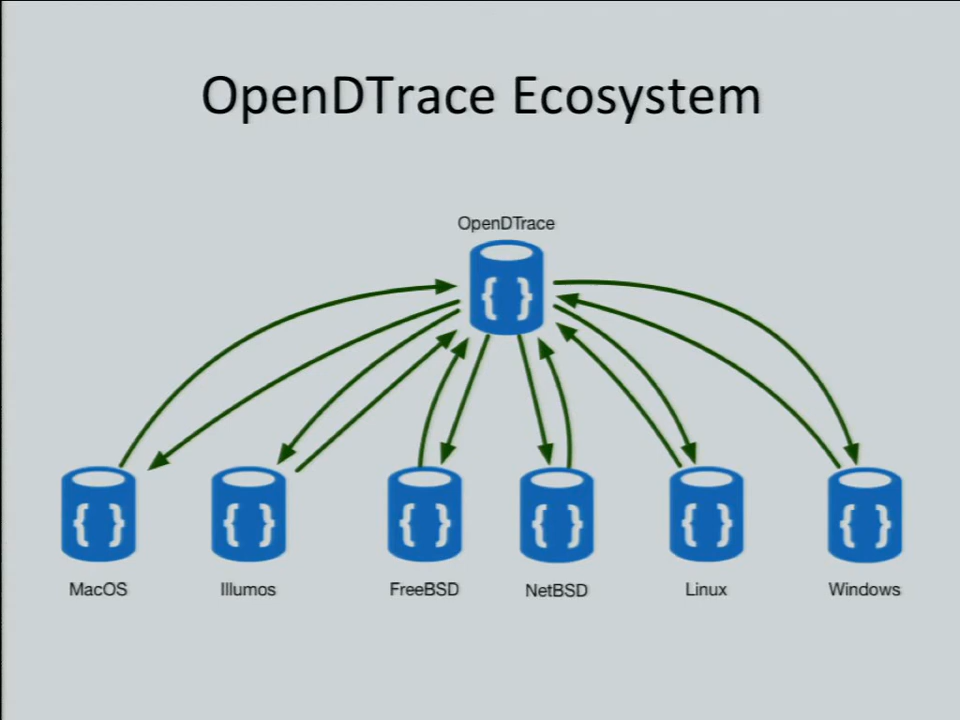 OpenDTrace Ecosystem
OpenDTrace
{ }
{ }
{ }
{ }
{ }
{ }
{ }
MacOS
Illumos
FreeBSD
NetBSD
Linux
Windows